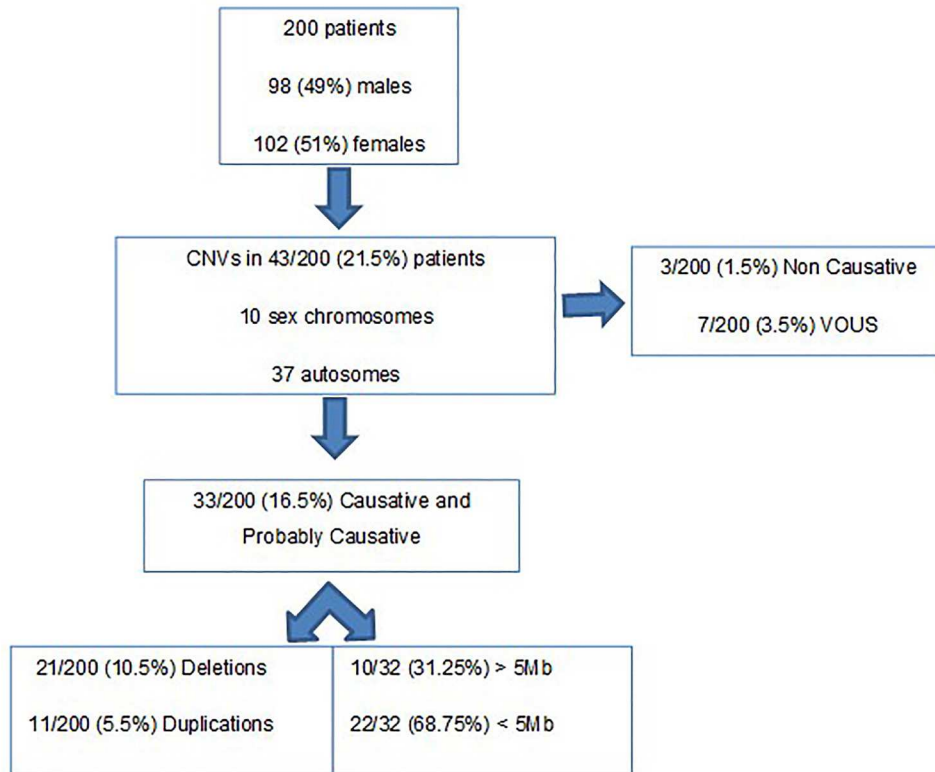 200 patients
98 (49%) males
102 (51%) females
CNVs in 43/200 (21.5%) patients
10 sex chromosomes
37 autosomes
3/200 (1.5%) Non Causative
7/200 (3.5%) VOUS
33/200 (16.5%) Causative and
Probably Causative
21/200 (10.5%) Deletions
11/200 (5.5%) Duplications
10/32 (31.25%) > 5Mb
22/32 (68.75%) < 5Mb